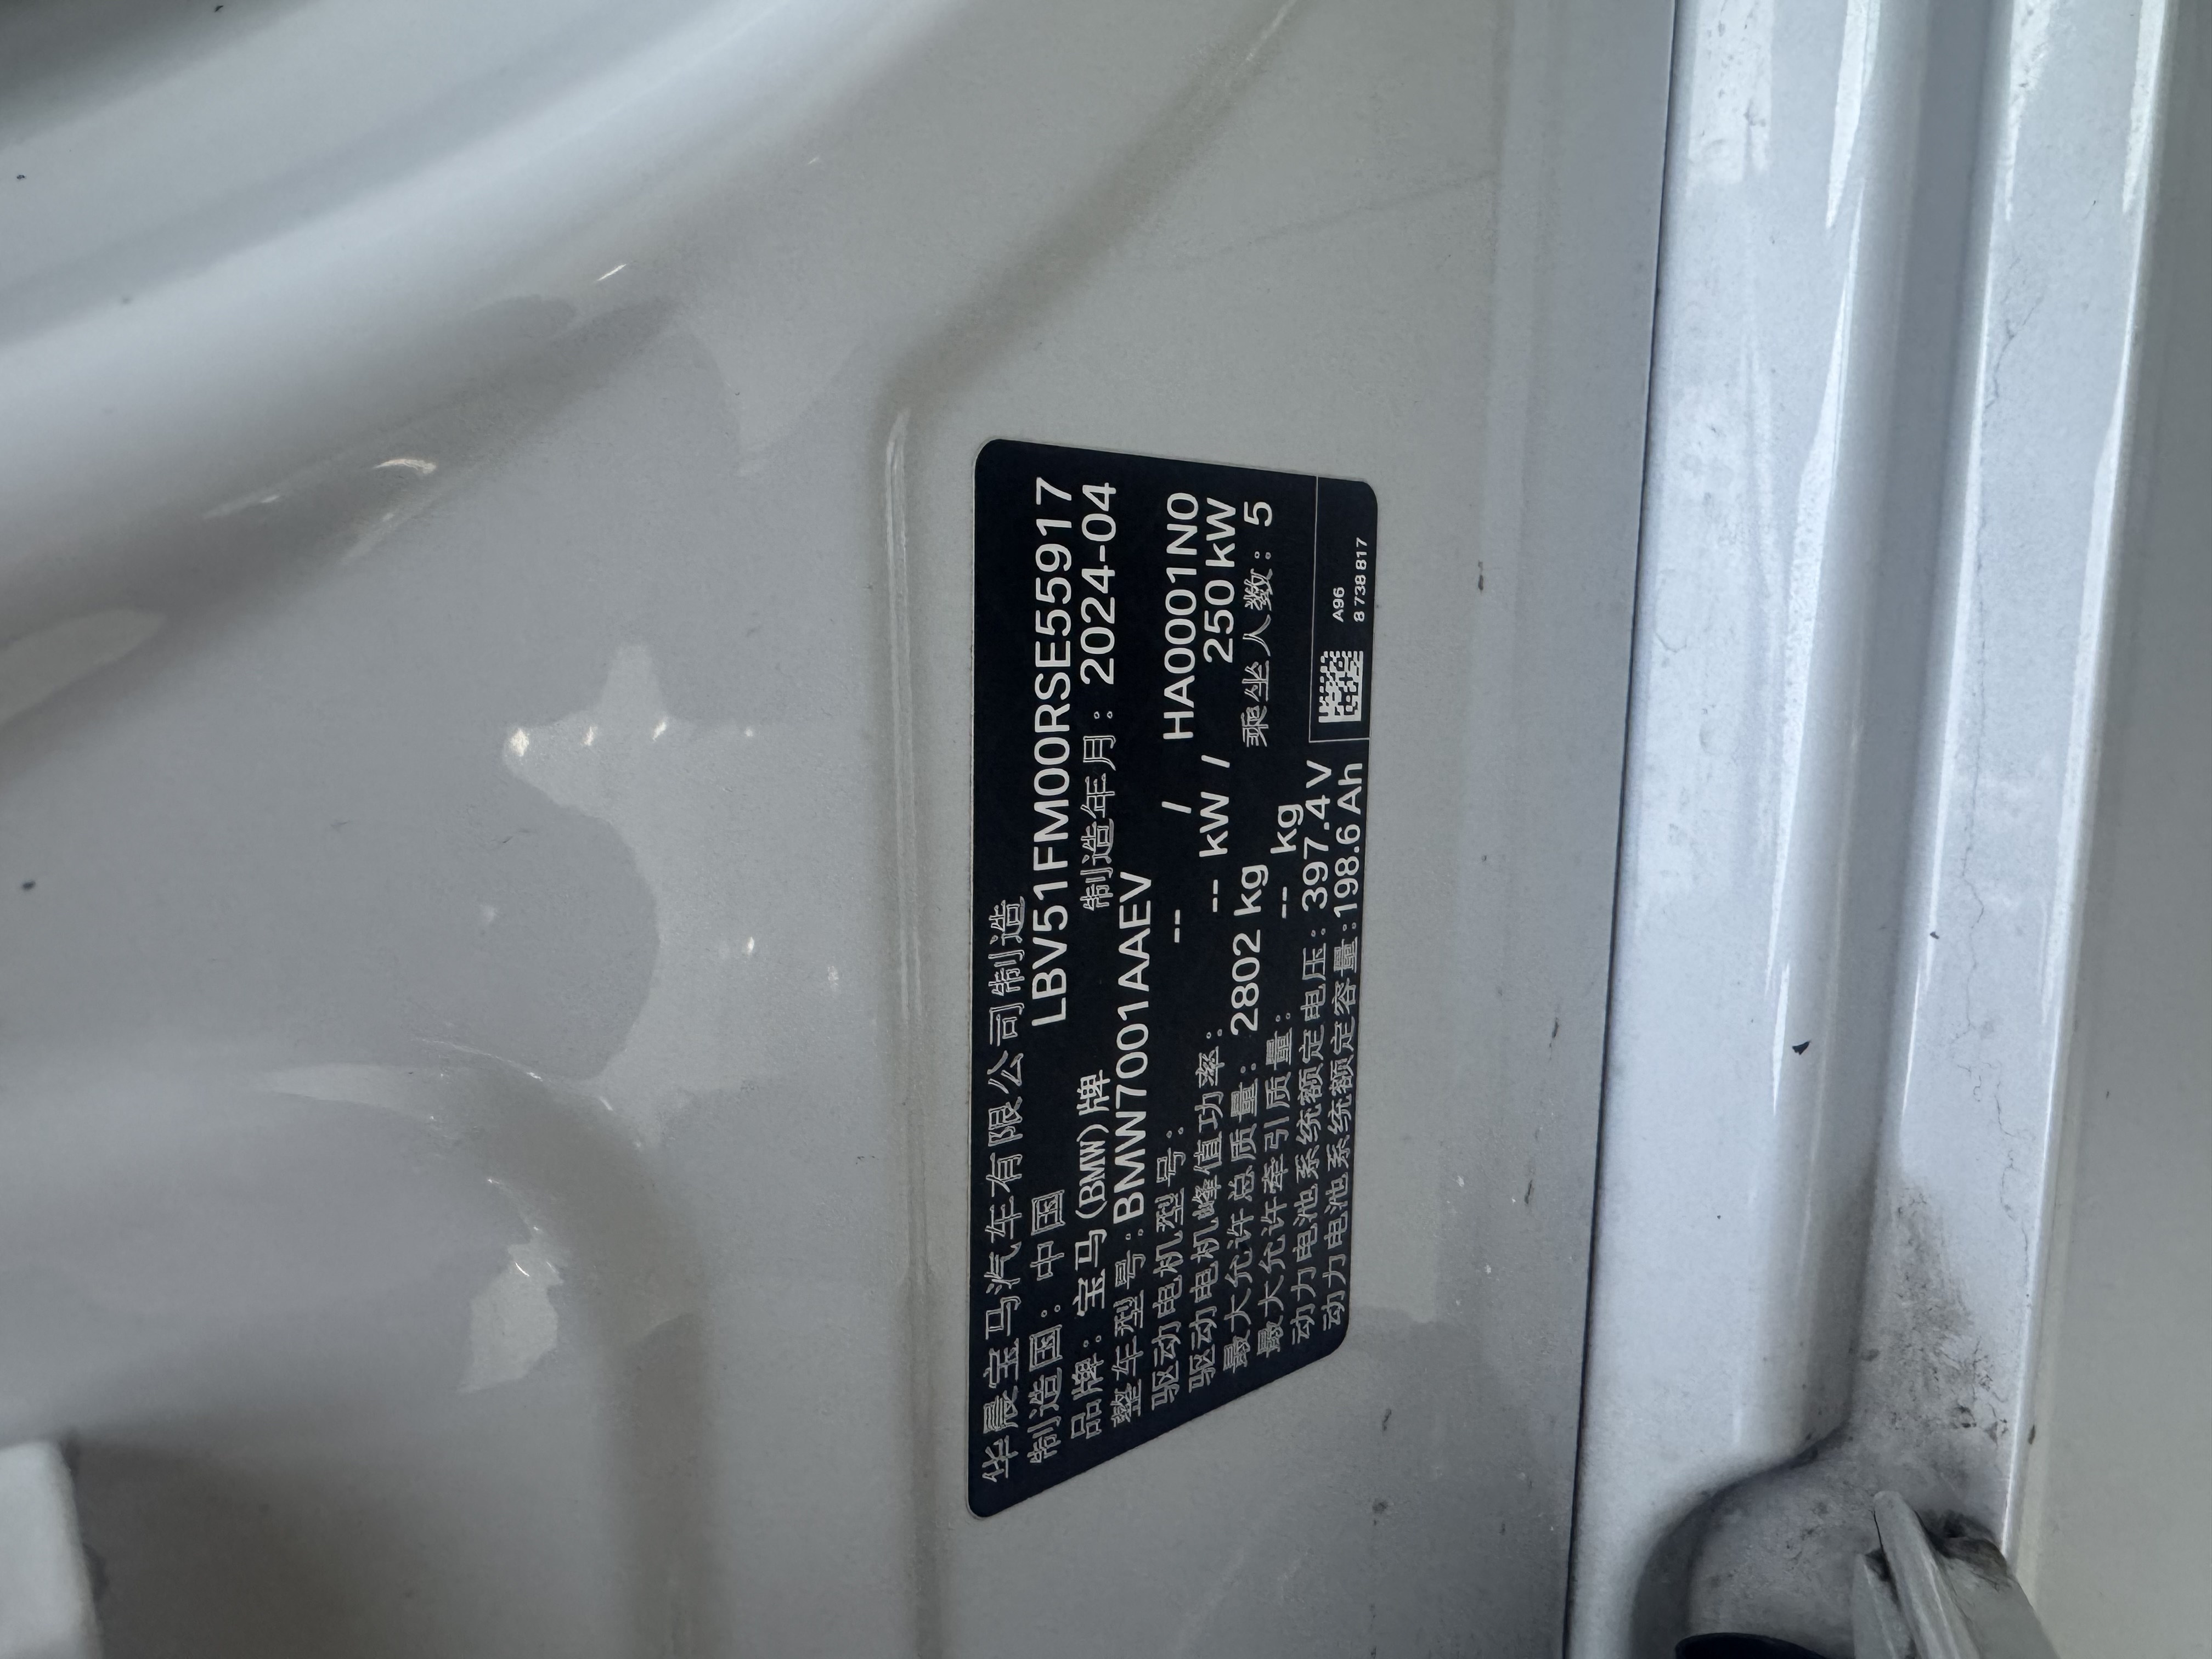 华晨宝马汽车有限公司制造
制造国：中国 LBV51FM00RSE55917
品牌：宝马(BMW)牌 制造年月：2024-04
整车型号：BMW7001AAEV
驱动电机型号： -- / HA0001N0
驱动电机峰值功率： -- kW / 250 kW
最大允许总质量：2802 kg 乘坐人数：5
最大允许牵引质量： -- kg
动力电池系统额定电压：397.4 V
动力电池系统额定容量：198.6 Ah
A96
8 738 817